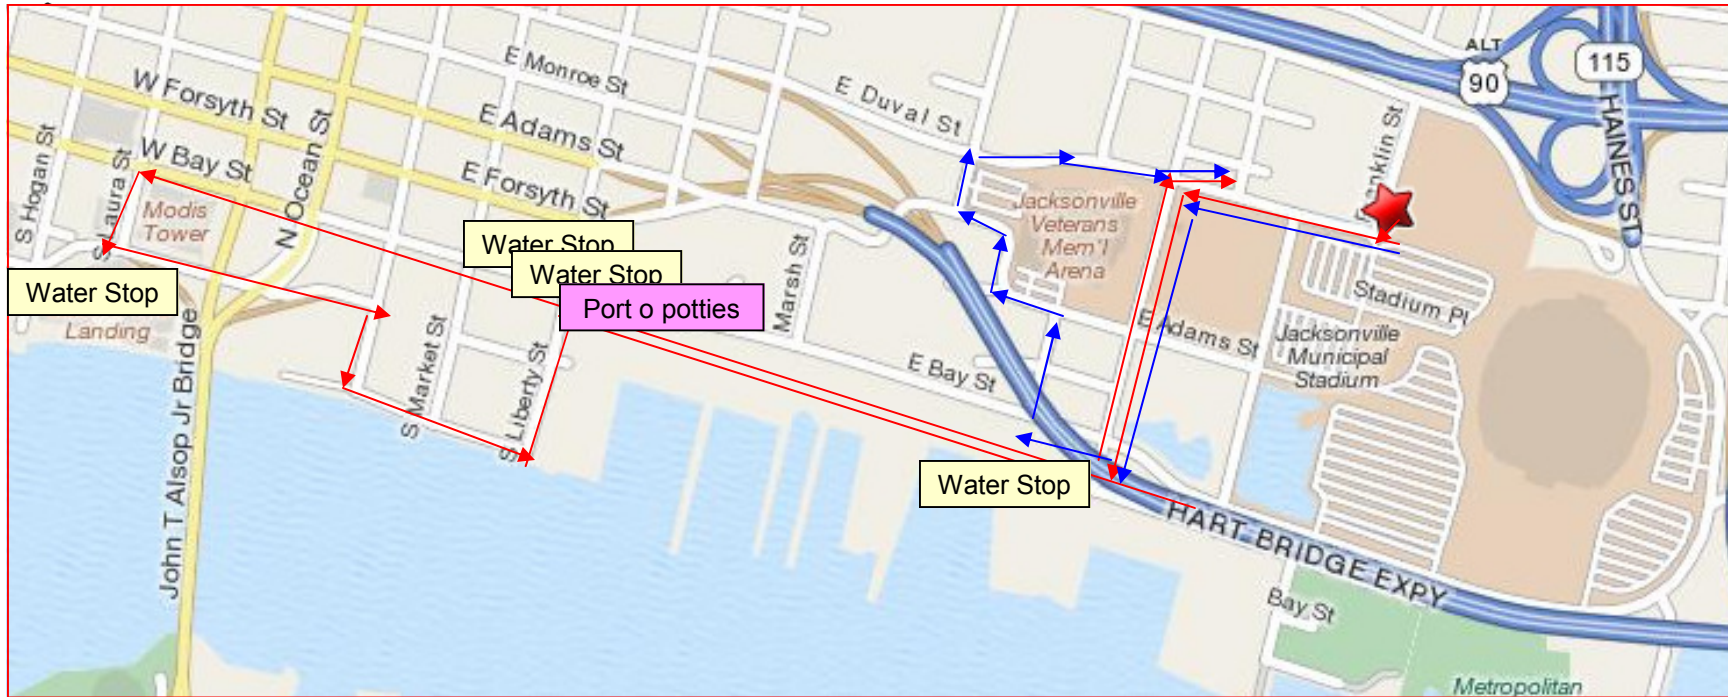 ALT
90
115
HAINES ST
E Monroe St
W Forsyth St
E Duval St
E Adams St
N Ocean St
S Hogan St
S Laura St
W Bay St
E Forsyth St
Modis
Tower
Jacksonville
Veterans
Mem'l
Arena
Water Stop
Water Stop
Water Stop
Port o potties
Marsh St
Landing
Stadium Pl
E Adams St
Jacksonville
Municipal
Stadium
E Bay St
S Market St
S Liberty St
John T Alsop Jr Bridge
Water Stop
HART BRIDGE EXPY
Bay St
Metropolitan